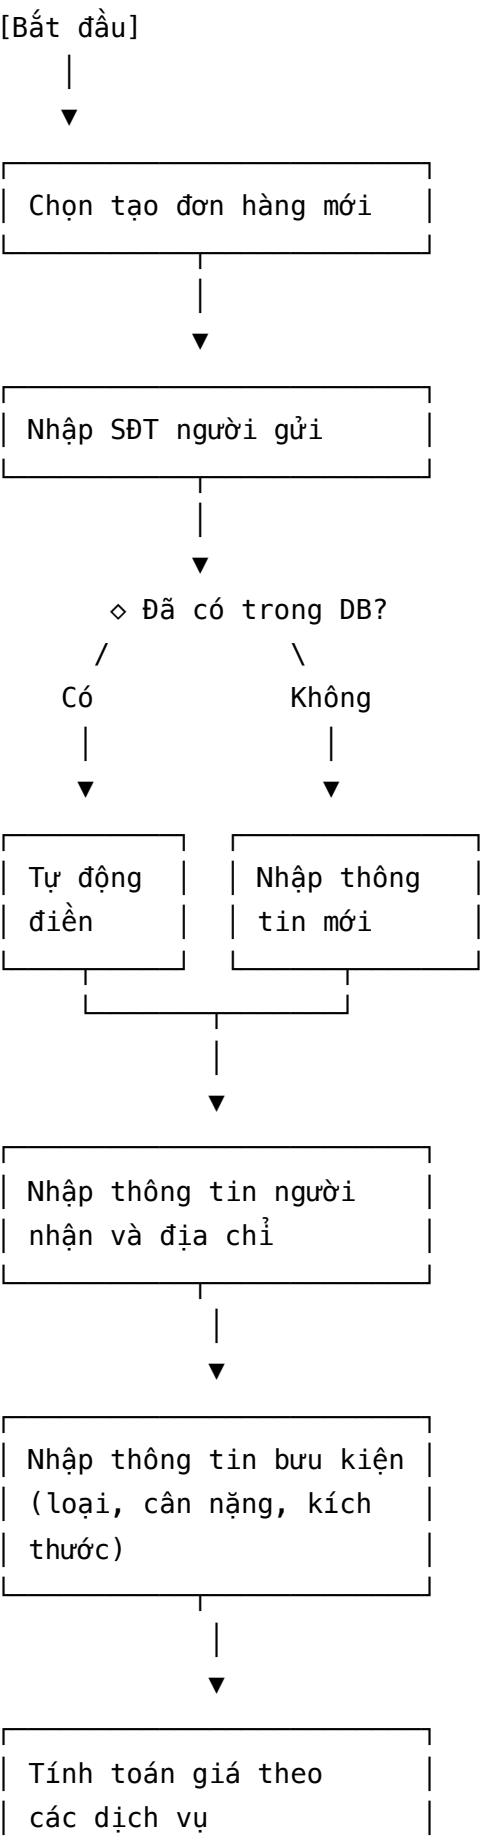 [Bắt đầu]
Chọn tạo đơn hàng mới
Nhập SĐT người gửi
◇ Đã có trong DB?
Có Không
Tự động Nhập thông
điền tin mới
Nhập thông tin người
nhận và địa chỉ
Nhập thông tin bưu kiện
(loại, cân nặng, kích
thước)
Tính toán giá theo
các dịch vụ